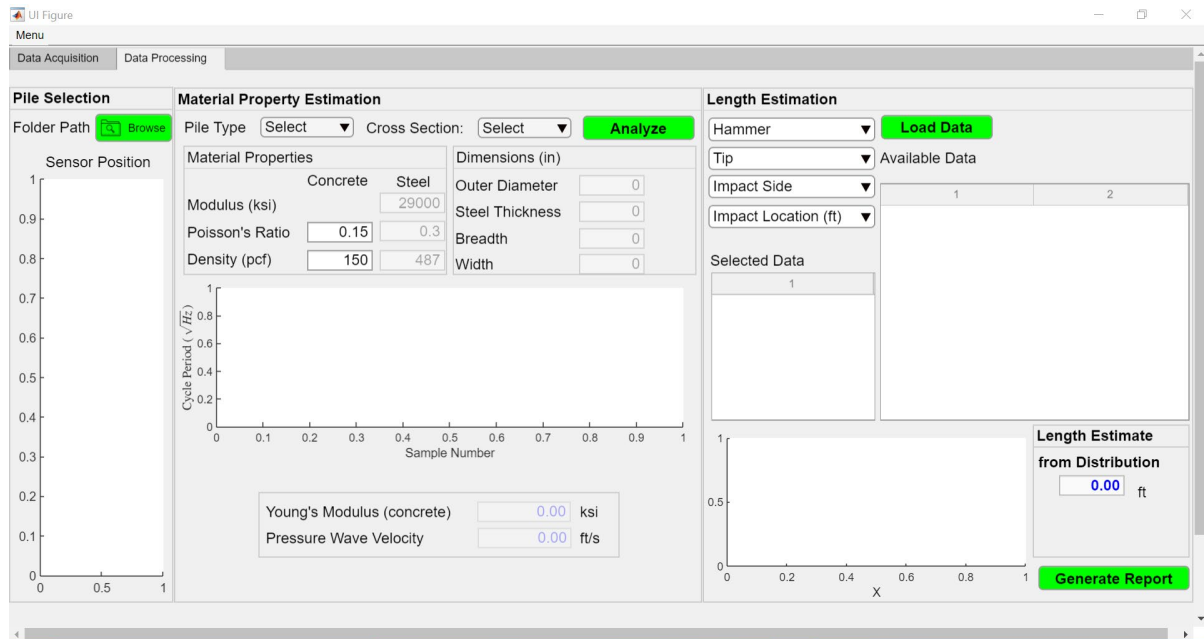 UI Figure
Menu
Data Acquisition Data Processing
Pile Selection
Folder Path Browse
Sensor Position
1
0.9
0.8
0.7
0.6
0.5
0.4
0.3
0.2
0.1
0
0 0.5 1
Material Property Estimation
Pile Type Select Cross Section: Select Analyze
Material Properties
Concrete Steel
Modulus (ksi) 29000
Poisson's Ratio 0.15 0.3
Density (pcf) 150 487
Dimensions (in)
Outer Diameter 0
Steel Thickness 0
Breadth 0
Width 0
Cycle Period (√Hz)
1
0.8
0.6
0.4
0.2
0
0 0.1 0.2 0.3 0.4 0.5 0.6 0.7 0.8 0.9 1
Sample Number
Young's Modulus (concrete) 0.00 ksi
Pressure Wave Velocity 0.00 ft/s
Length Estimation
Hammer Load Data
Tip Available Data
Impact Side
Impact Location (ft)
1 2
Selected Data
1
1
0.5
0
0 0.2 0.4 0.6 0.8 1
X
Length Estimate
from Distribution
0.00 ft
Generate Report